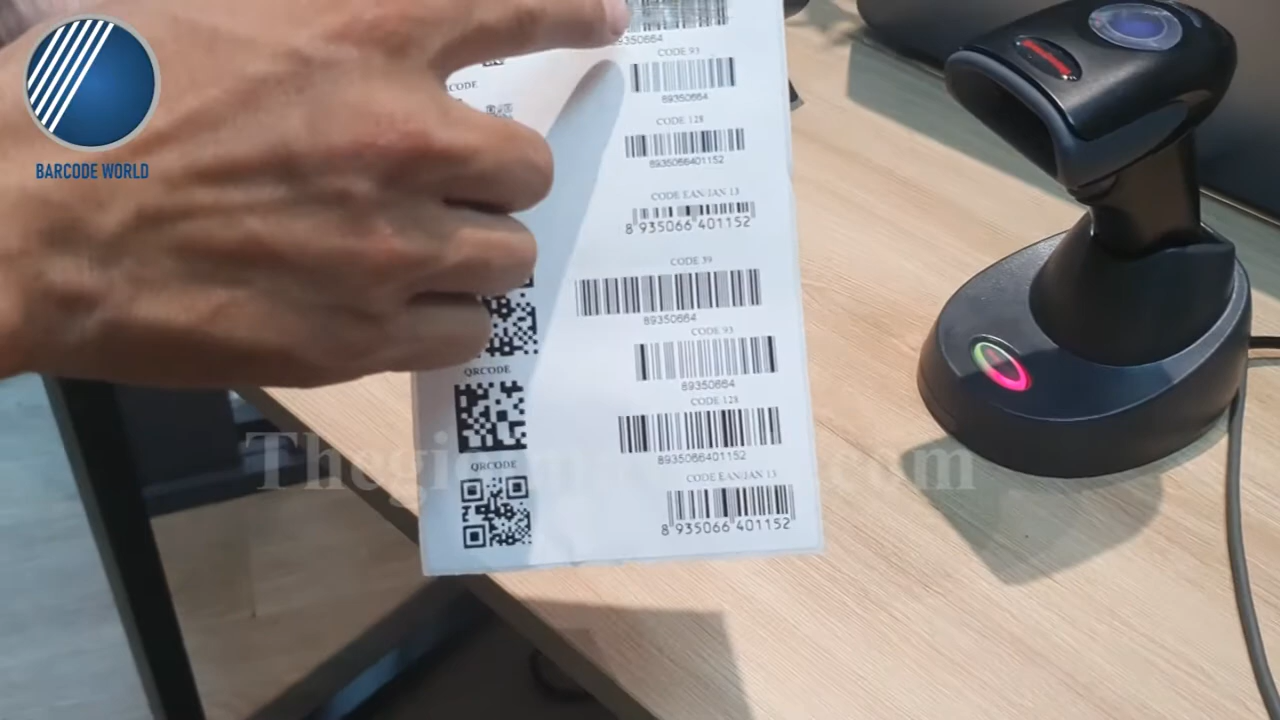 BARCODE WORLD
CODE 93
89350664
CODE 128
8935066401152
CODE EAN/JAN 13
8 935066 401152
CODE 39
89350664
CODE 93
89350664
QRCODE
CODE 128
8935066401152
QRCODE
CODE EAN/JAN 13
8 935066 401152